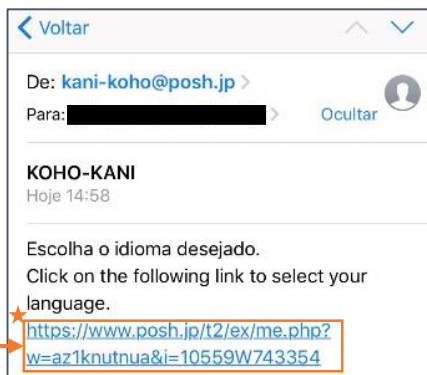 Voltar
De: kani-koho@posh.jp
Para:
Ocultar
KOHO-KANI
Hoje 14:58
Escolha o idioma desejado.
Click on the following link to select your
language.
https://www.posh.jp/t2/ex/me.php?
w=az1knutnua&i=10559W743354